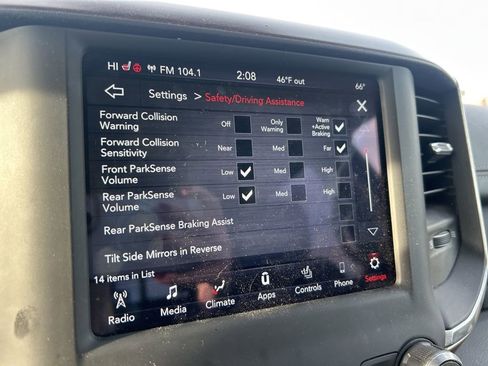 HI FM 104.1 2:08 46°F out 66°
Settings > Safety/Driving Assistance X
Forward Collision Warning Off Only Warning Warn +Active Braking
Forward Collision Sensitivity Near Med Far
Front ParkSense Volume Low Med High
Rear ParkSense Volume Low Med High
Rear ParkSense Braking Assist
Tilt Side Mirrors in Reverse
14 items in List
Radio Media Climate Apps Controls Phone Settings